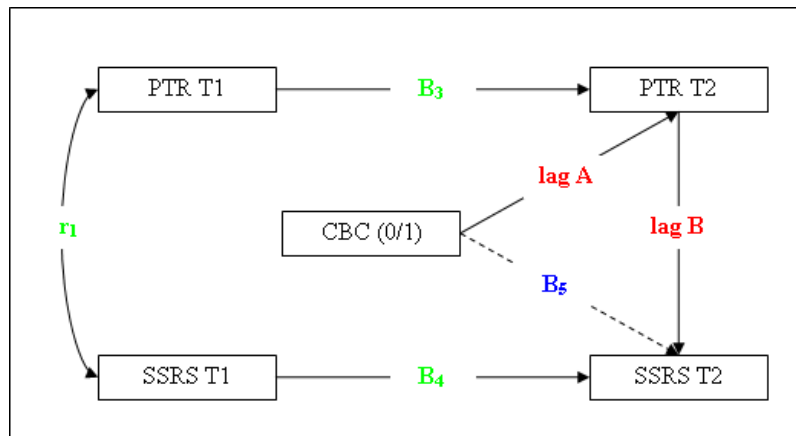 PTR T1
B₃
PTR T2
lag A
r₁
CBC (0/1)
lag B
B₅
SSRS T1
B₄
SSRS T2